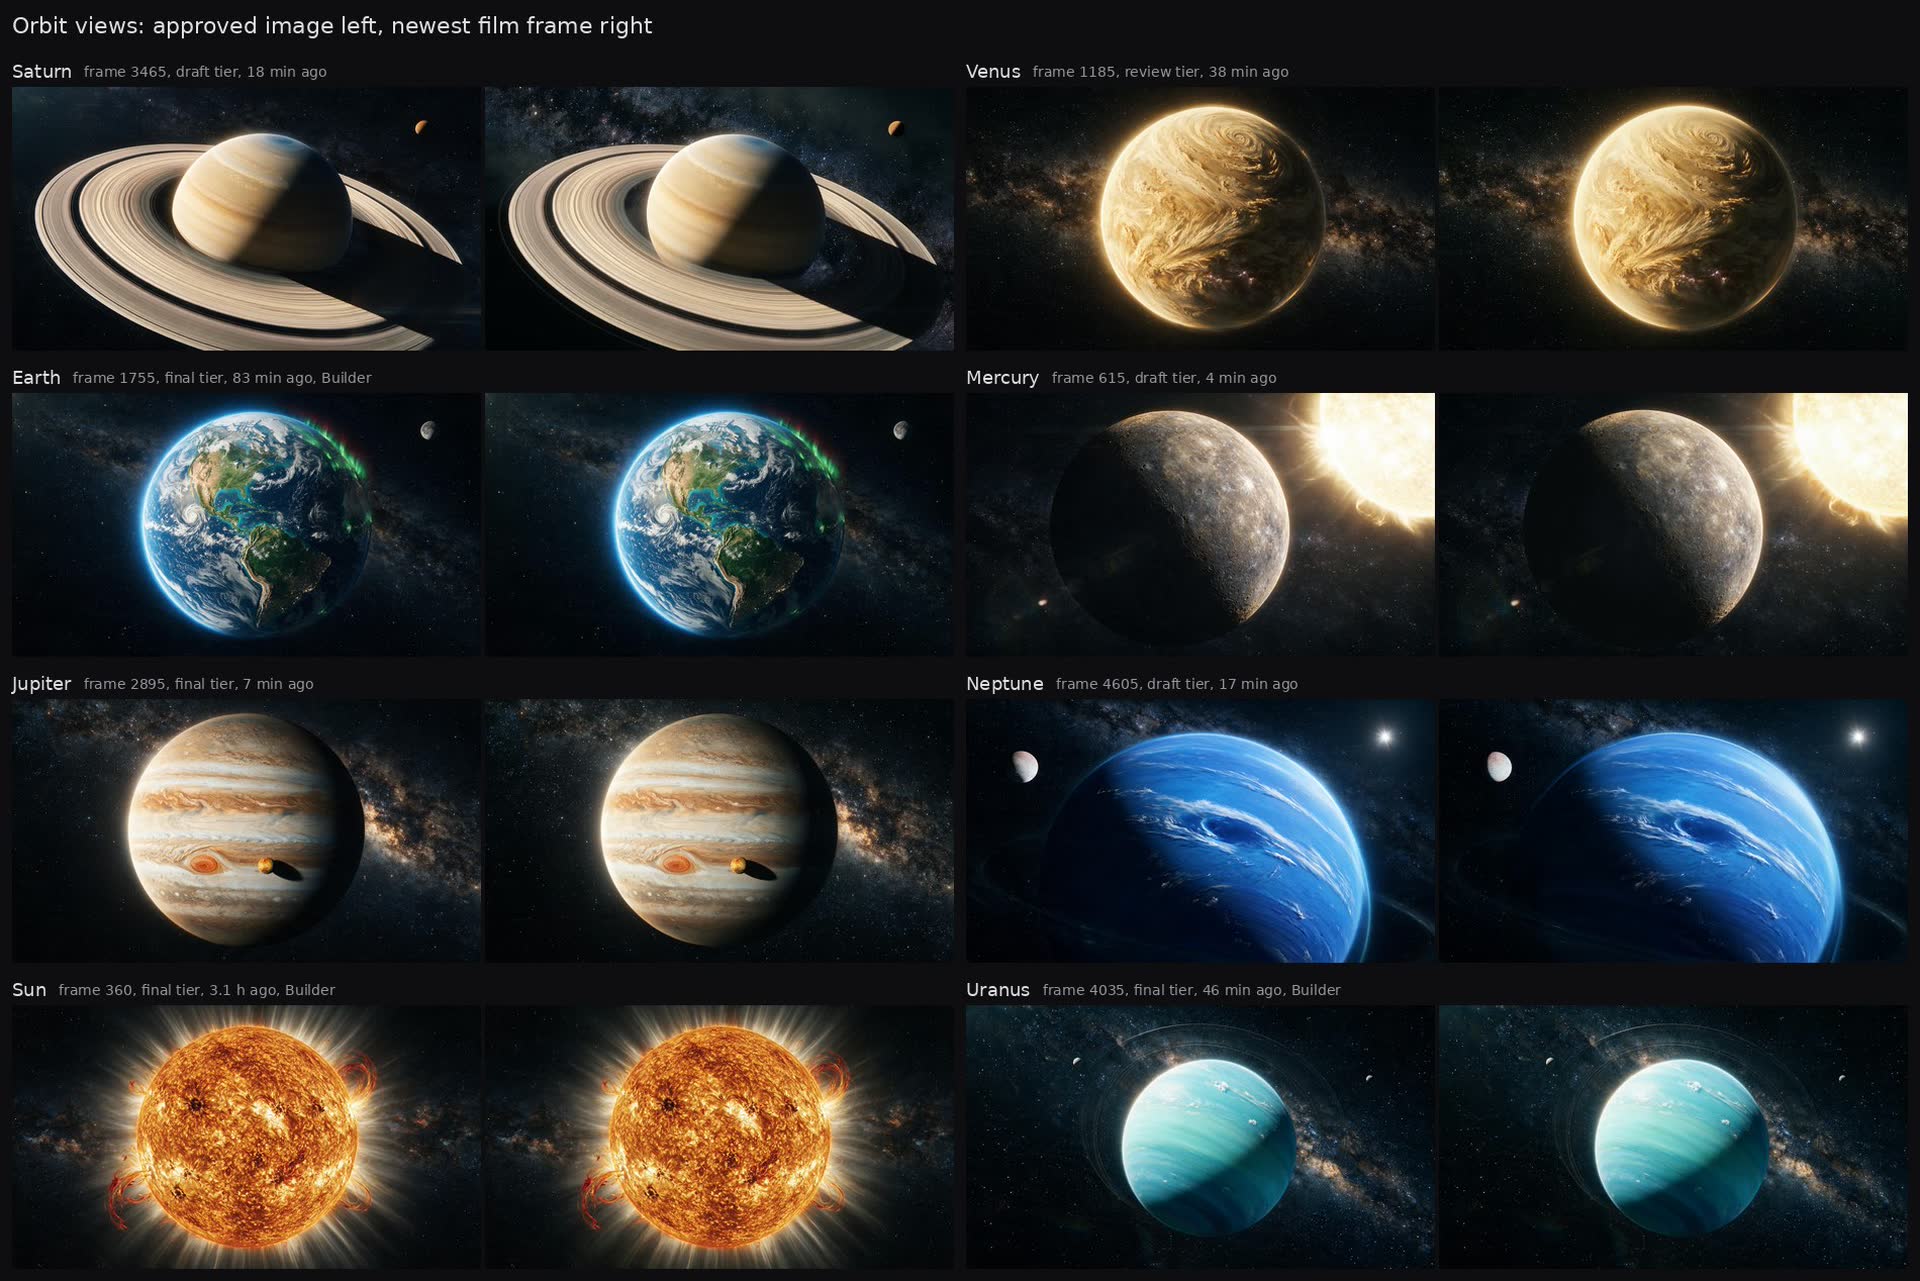 Orbit views: approved image left, newest film frame right
Saturn frame 3465, draft tier, 18 min ago
Venus frame 1185, review tier, 38 min ago
Earth frame 1755, final tier, 83 min ago, Builder
Mercury frame 615, draft tier, 4 min ago
Jupiter frame 2895, final tier, 7 min ago
Neptune frame 4605, draft tier, 17 min ago
Sun frame 360, final tier, 3.1 h ago, Builder
Uranus frame 4035, final tier, 46 min ago, Builder